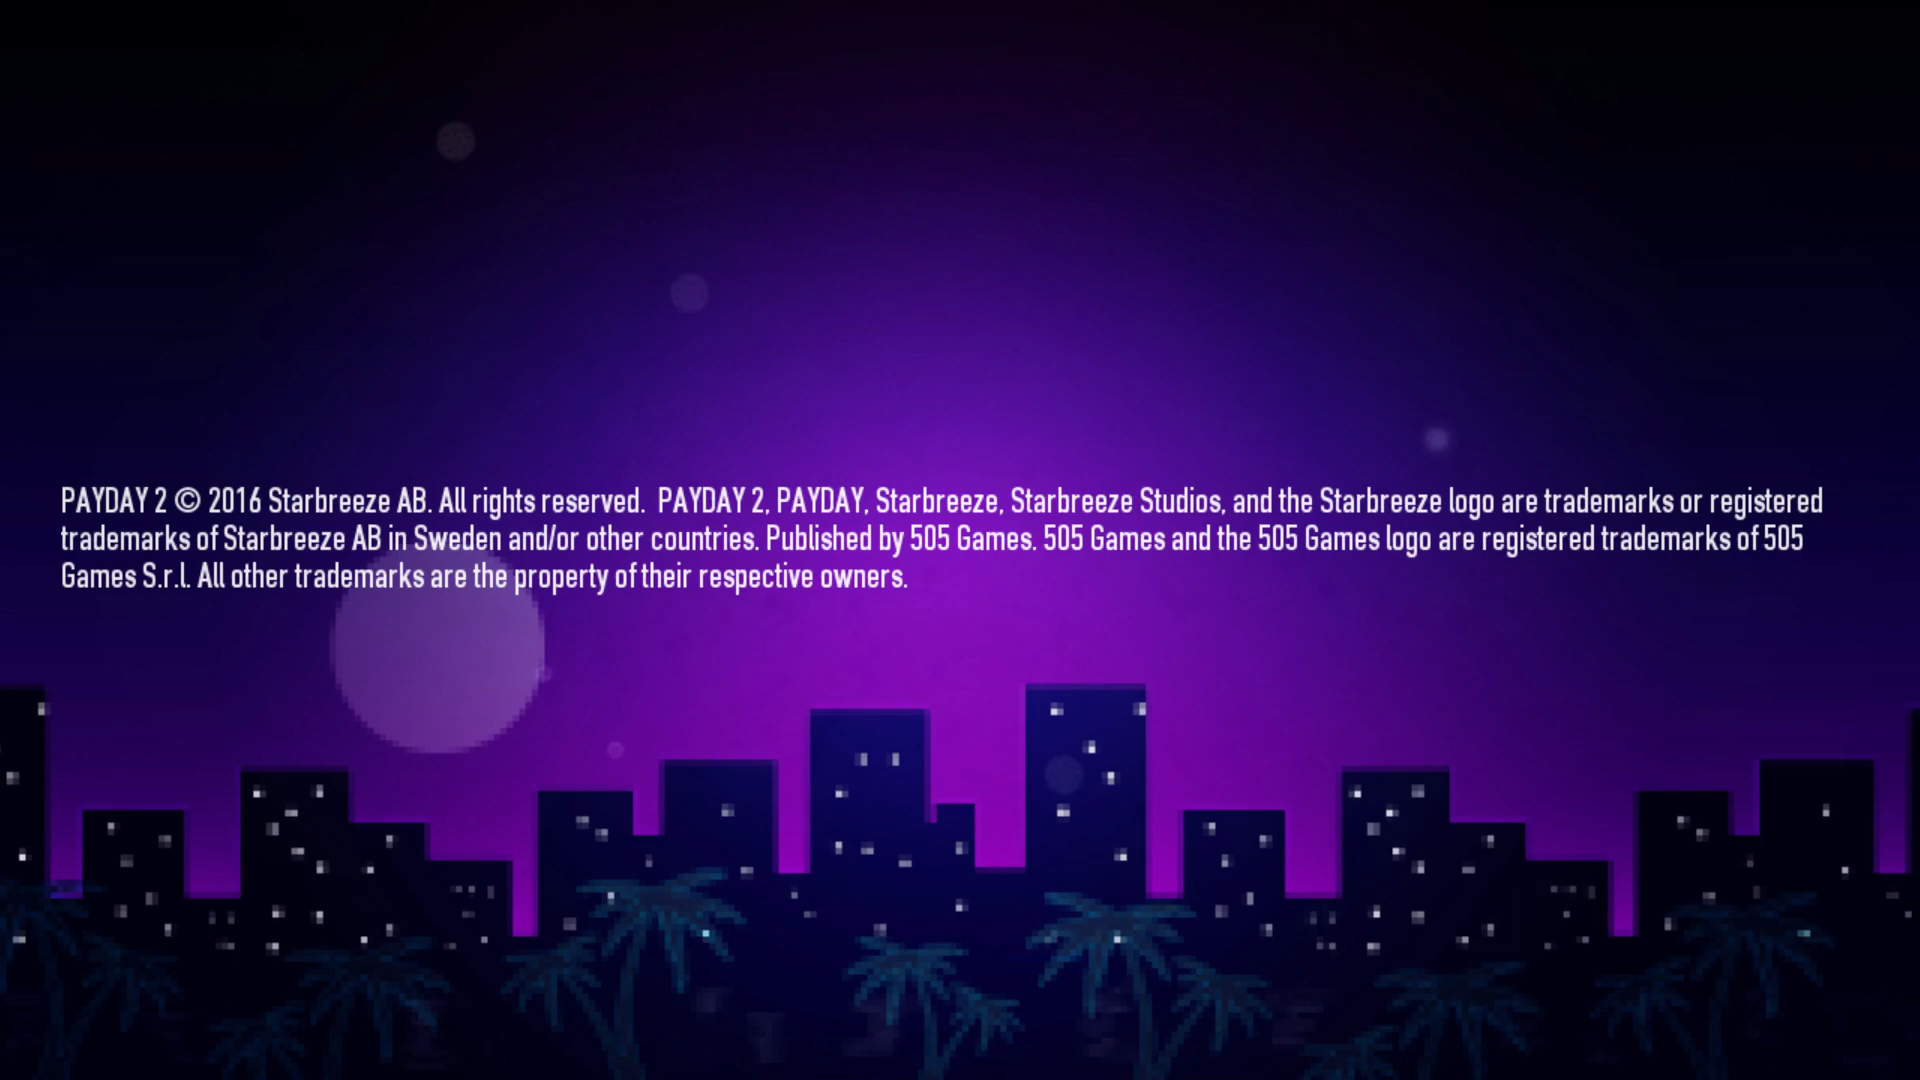 PAYDAY 2 © 2016 Starbreeze AB. All rights reserved.  PAYDAY 2, PAYDAY, Starbreeze, Starbreeze Studios, and the Starbreeze logo are trademarks or registered
trademarks of Starbreeze AB in Sweden and/or other countries. Published by 505 Games. 505 Games and the 505 Games logo are registered trademarks of 505
Games S.r.l. All other trademarks are the property of their respective owners.